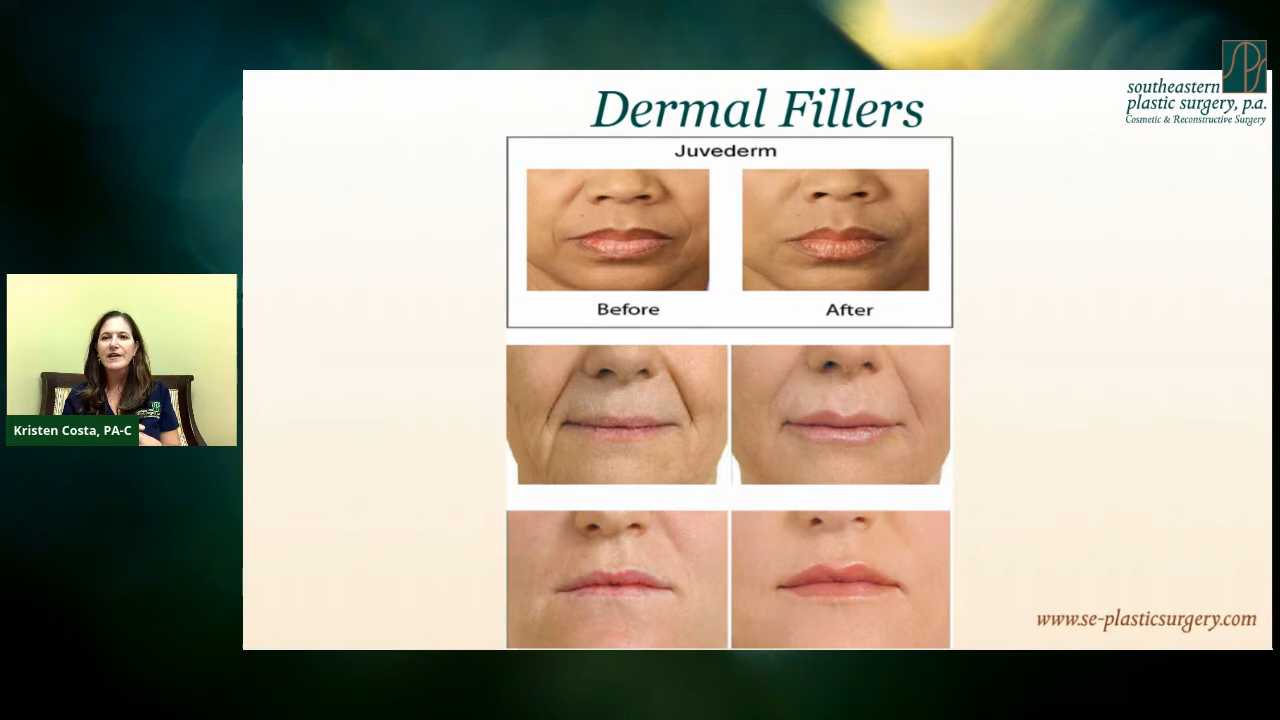 Dermal Fillers
southeastern
plastic surgery, p.a.
Cosmetic & Reconstructive Surgery
Juvederm
Before
After
Kristen Costa, PA-C
www.se-plasticsurgery.com